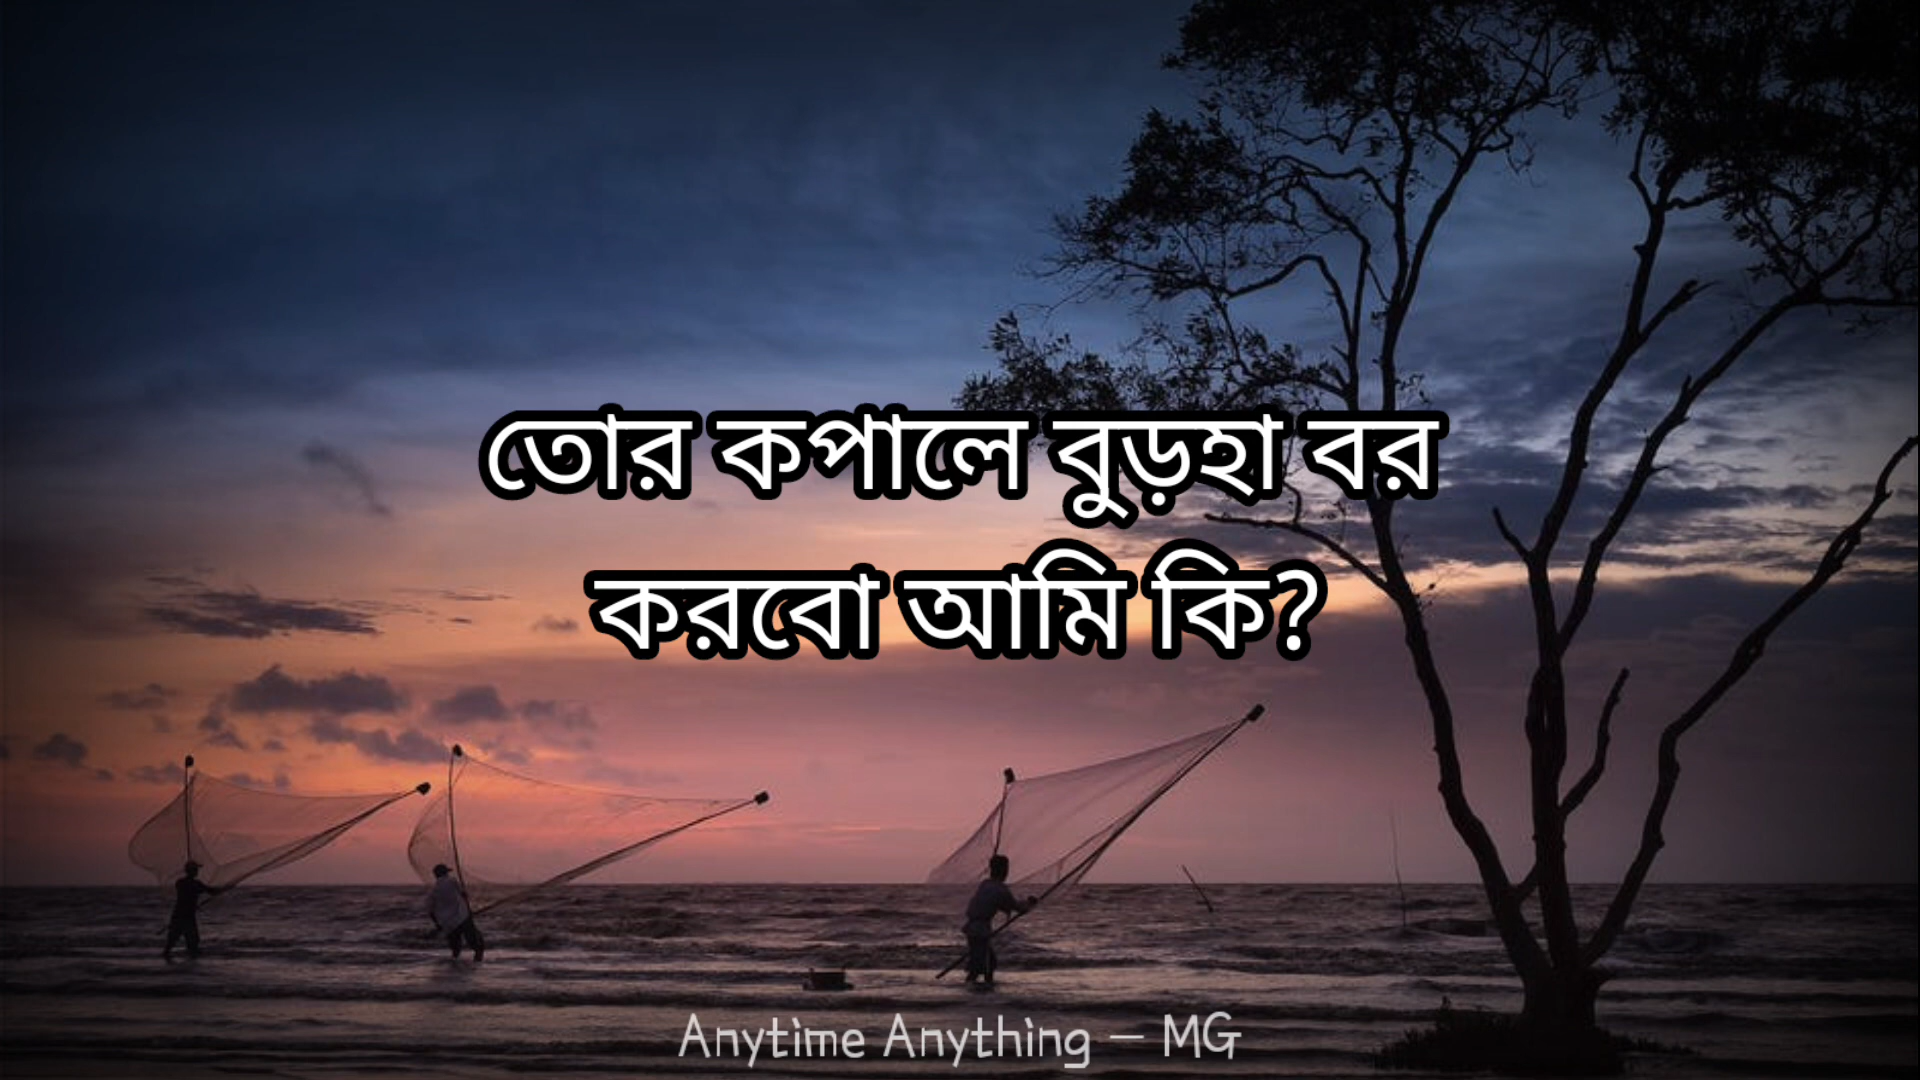 তোর কপালে বুড়হা বর
করবো আমি কি?
Anytime Anything – MG